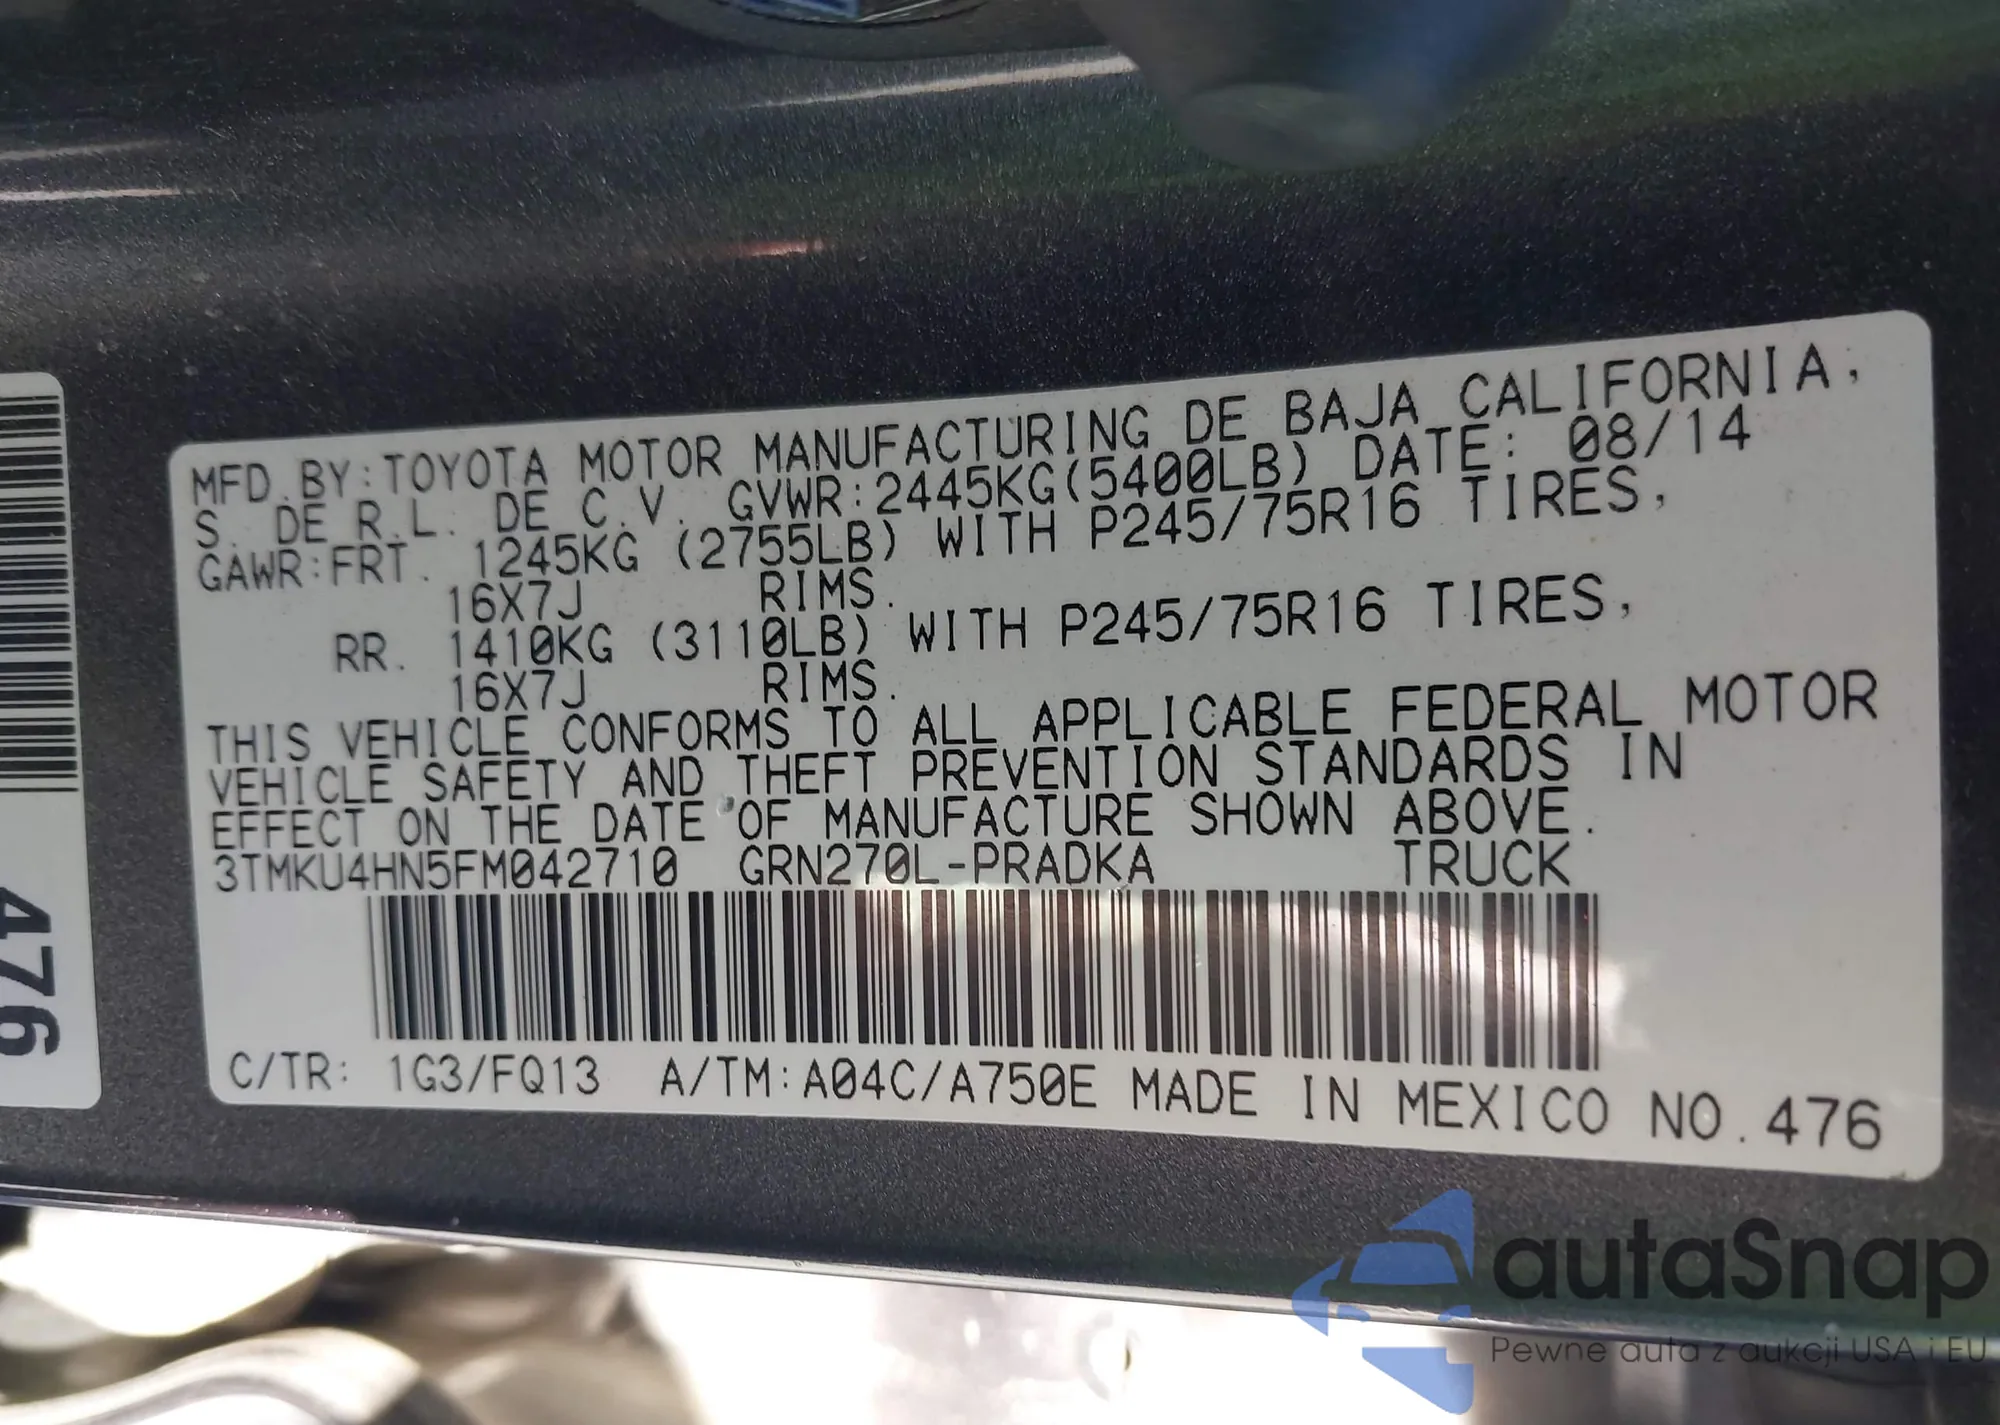 MFD.BY:TOYOTA MOTOR MANUFACTURING DE BAJA CALIFORNIA,
S. DE R.L. DE C.V. GVWR:2445KG(5400LB) DATE: 08/14
GAWR:FRT. 1245KG (2755LB) WITH P245/75R16 TIRES,
16X7J RIMS.
RR. 1410KG (3110LB) WITH P245/75R16 TIRES,
16X7J RIMS.
THIS VEHICLE CONFORMS TO ALL APPLICABLE FEDERAL MOTOR
VEHICLE SAFETY AND THEFT PREVENTION STANDARDS IN
EFFECT ON THE DATE OF MANUFACTURE SHOWN ABOVE.
3TMKU4HN5FM042710 GRN270L-PRADKA TRUCK
C/TR: 1G3/FQ13 A/TM:A04C/A750E MADE IN MEXICO NO.476
476
autaSnap
Pewne auta z aukcji USA i EU